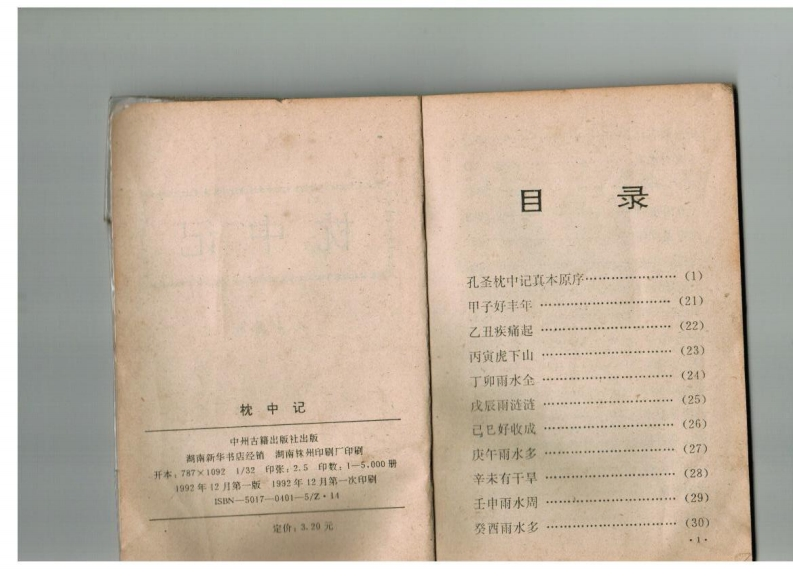 枕中记
中州古籍出版社出版
湖南新华书店经销 湖南株州印刷厂印刷
开本:787×1092 1/32 印张:2.5 印数:1—5,000册
1992年12月第一版 1992年12月第一次印刷
ISBN—5017—0401—5/Z·14
定价:3.20元
目 录
孔圣枕中记真本原序…………………(1)
甲子好丰年…………………(21)
乙丑疾痛起…………………(22)
丙寅虎下山…………………(23)
丁卯雨水全…………………(24)
戊辰雨涟涟…………………(25)
己巳好收成…………………(26)
庚午雨水多…………………(27)
辛未有干旱…………………(28)
壬申雨水周…………………(29)
癸酉雨水多…………………(30)
·1·